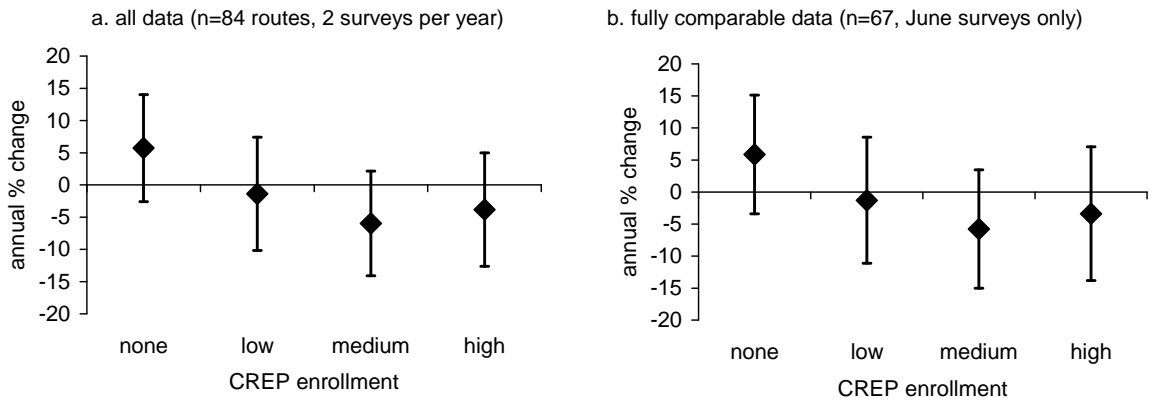 a. all data (n=84 routes, 2 surveys per year)
20
15
10
5
0
-5
-10
-15
-20
annual % change
none low medium high
CREP enrollment
b. fully comparable data (n=67, June surveys only)
20
15
10
5
0
-5
-10
-15
-20
annual % change
none low medium high
CREP enrollment